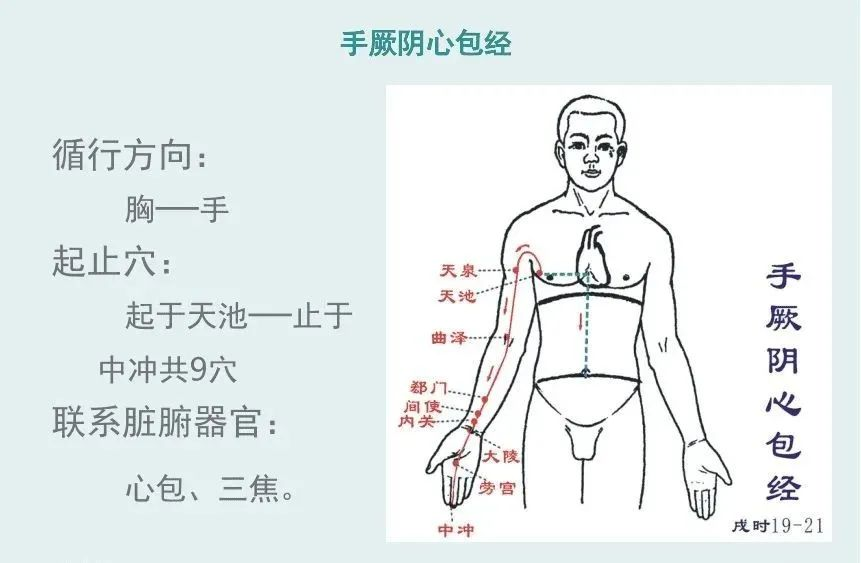 手厥阴心包经
循行方向：
胸──手
起止穴：
起于天池──止于
中冲共9穴
联系脏腑器官：
心包、三焦。
天泉
天池
曲泽
郄门
间使
内关
大陵
劳宫
中冲
手厥阴心包经
戌时19-21